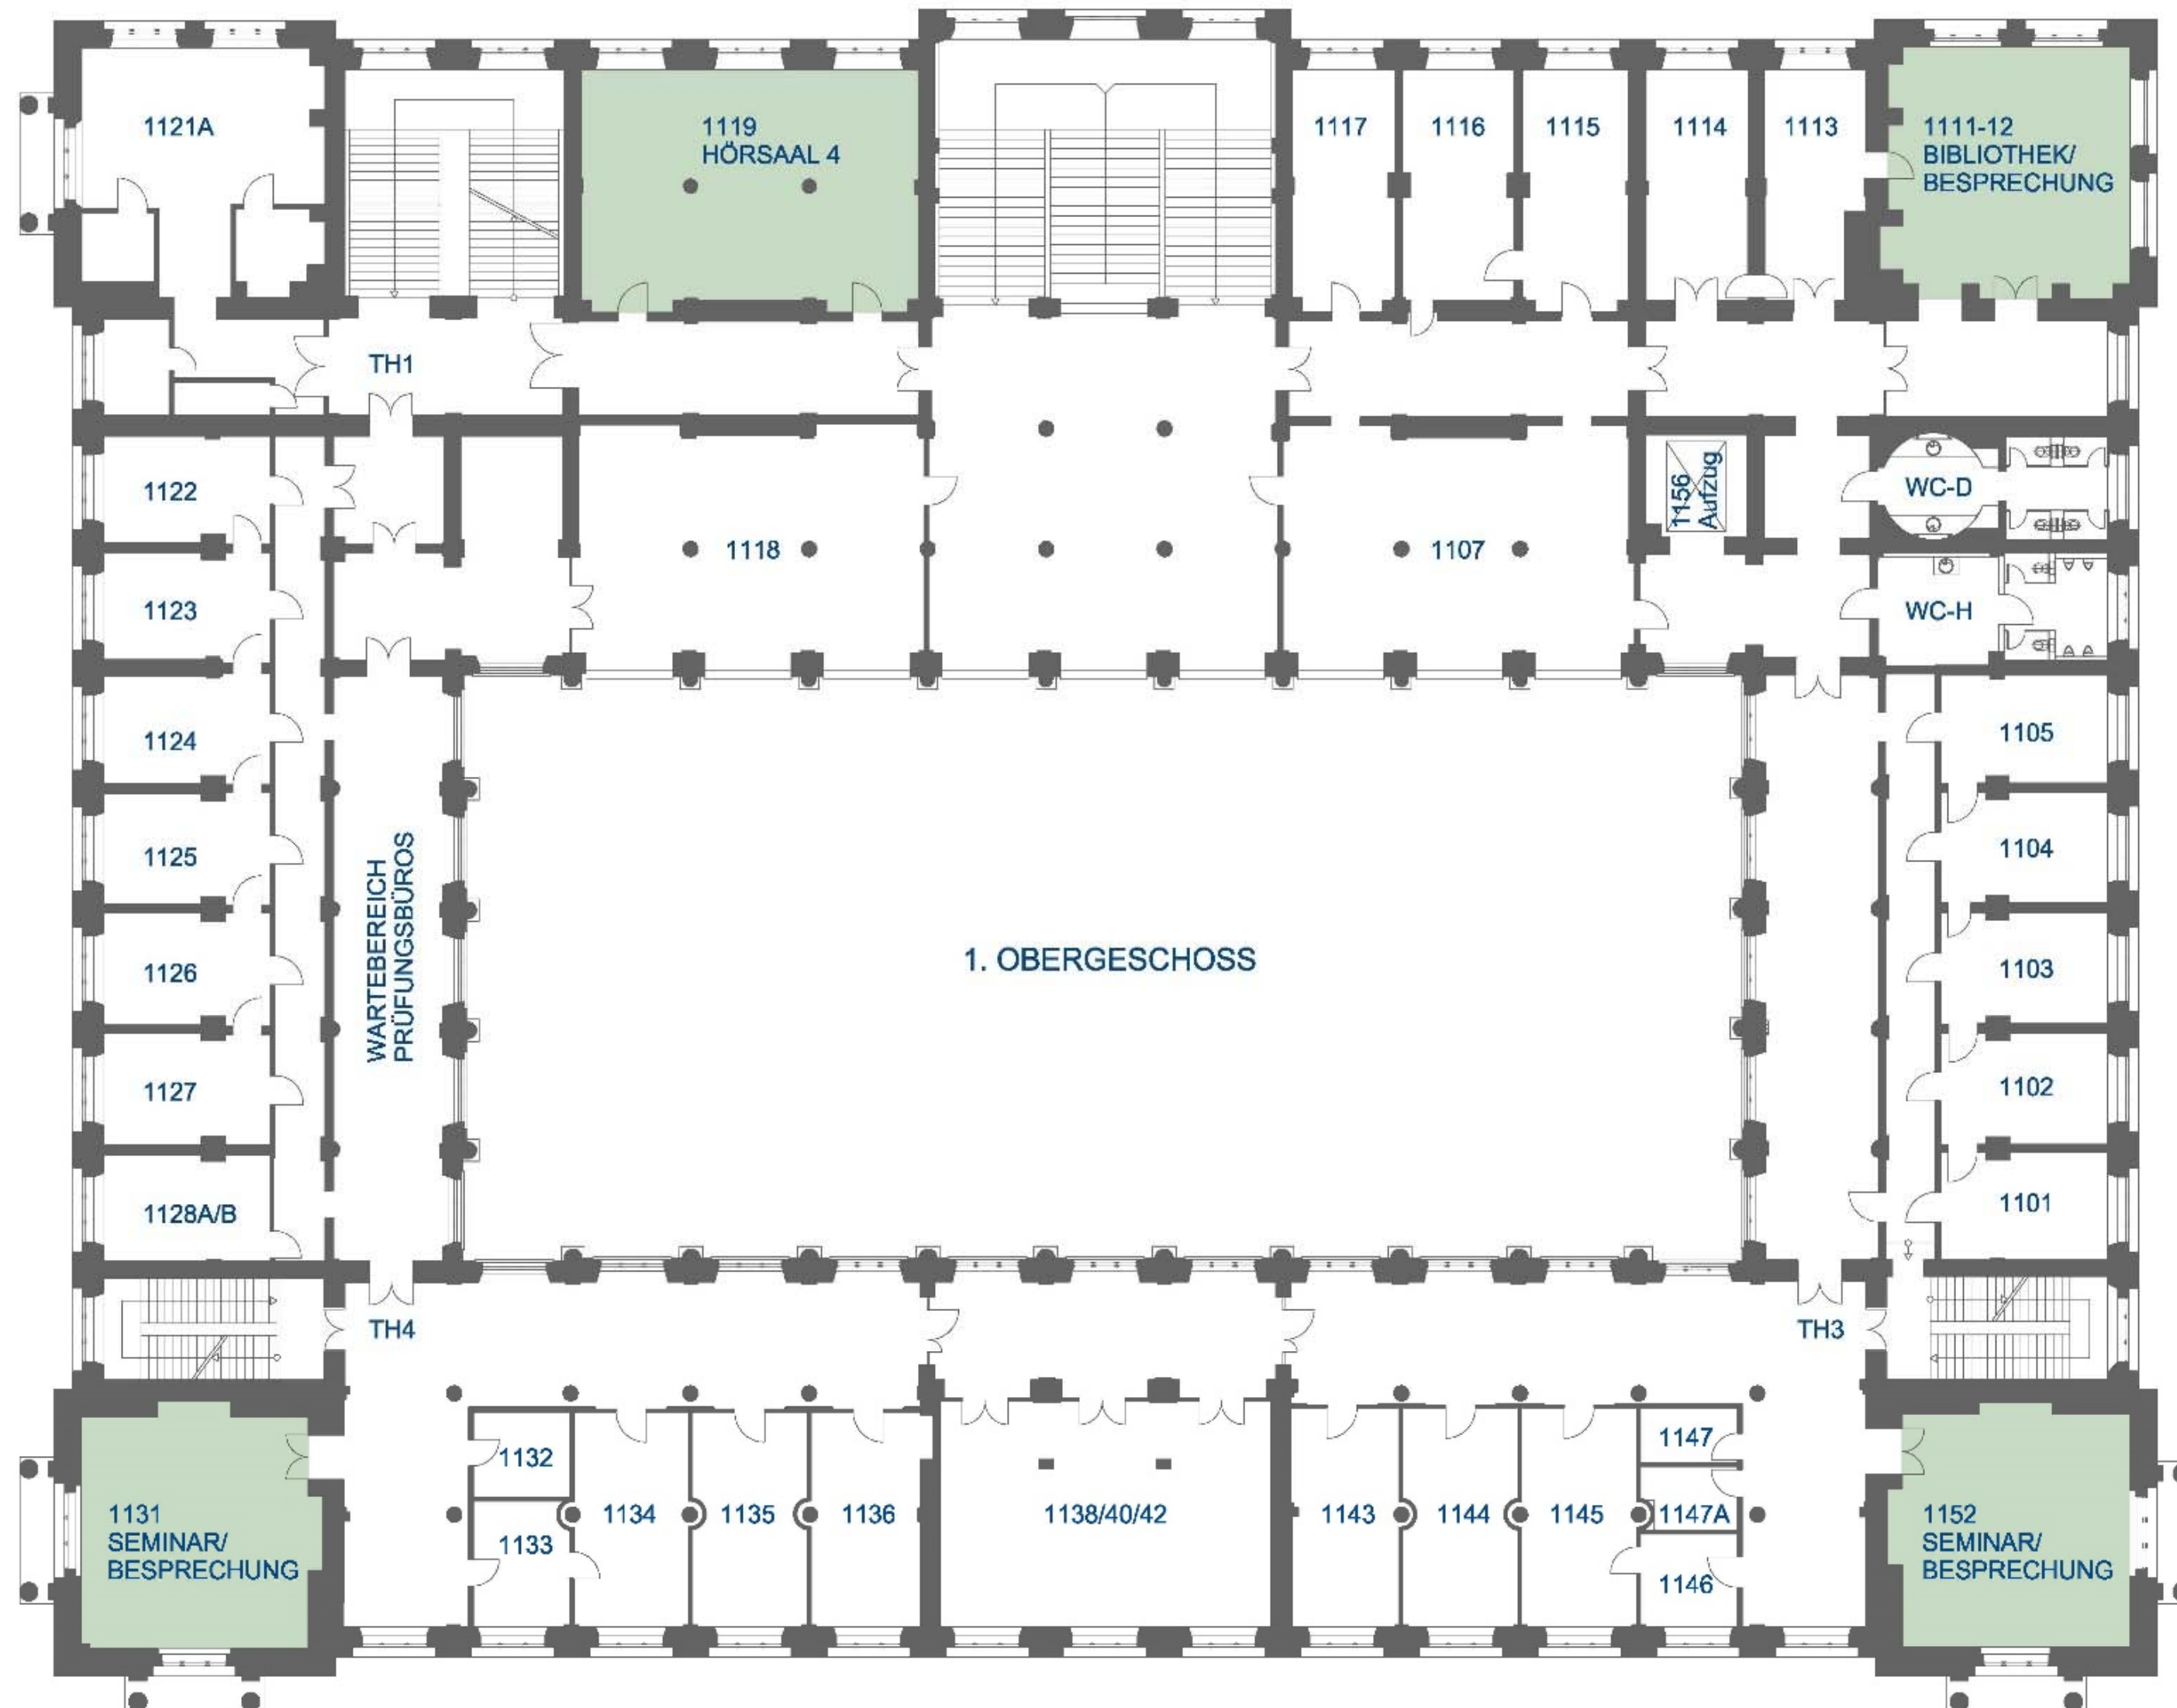 1121A
1119
HÖRSAAL 4
1117
1116
1115
1114
1113
1111-12
BIBLIOTHEK/
BESPRECHUNG
TH1
1122
1118
1107
1156
Aufzug
WC-D
1123
WC-H
1124
1105
1125
1104
WARTEBEREICH
PRÜFUNGSBÜROS
1126
1. OBERGESCHOSS
1103
1127
1102
1128A/B
1101
TH4
TH3
1131
SEMINAR/
BESPRECHUNG
1132
1133
1134
1135
1136
1138/40/42
1143
1144
1145
1147
1147A
1146
1152
SEMINAR/
BESPRECHUNG